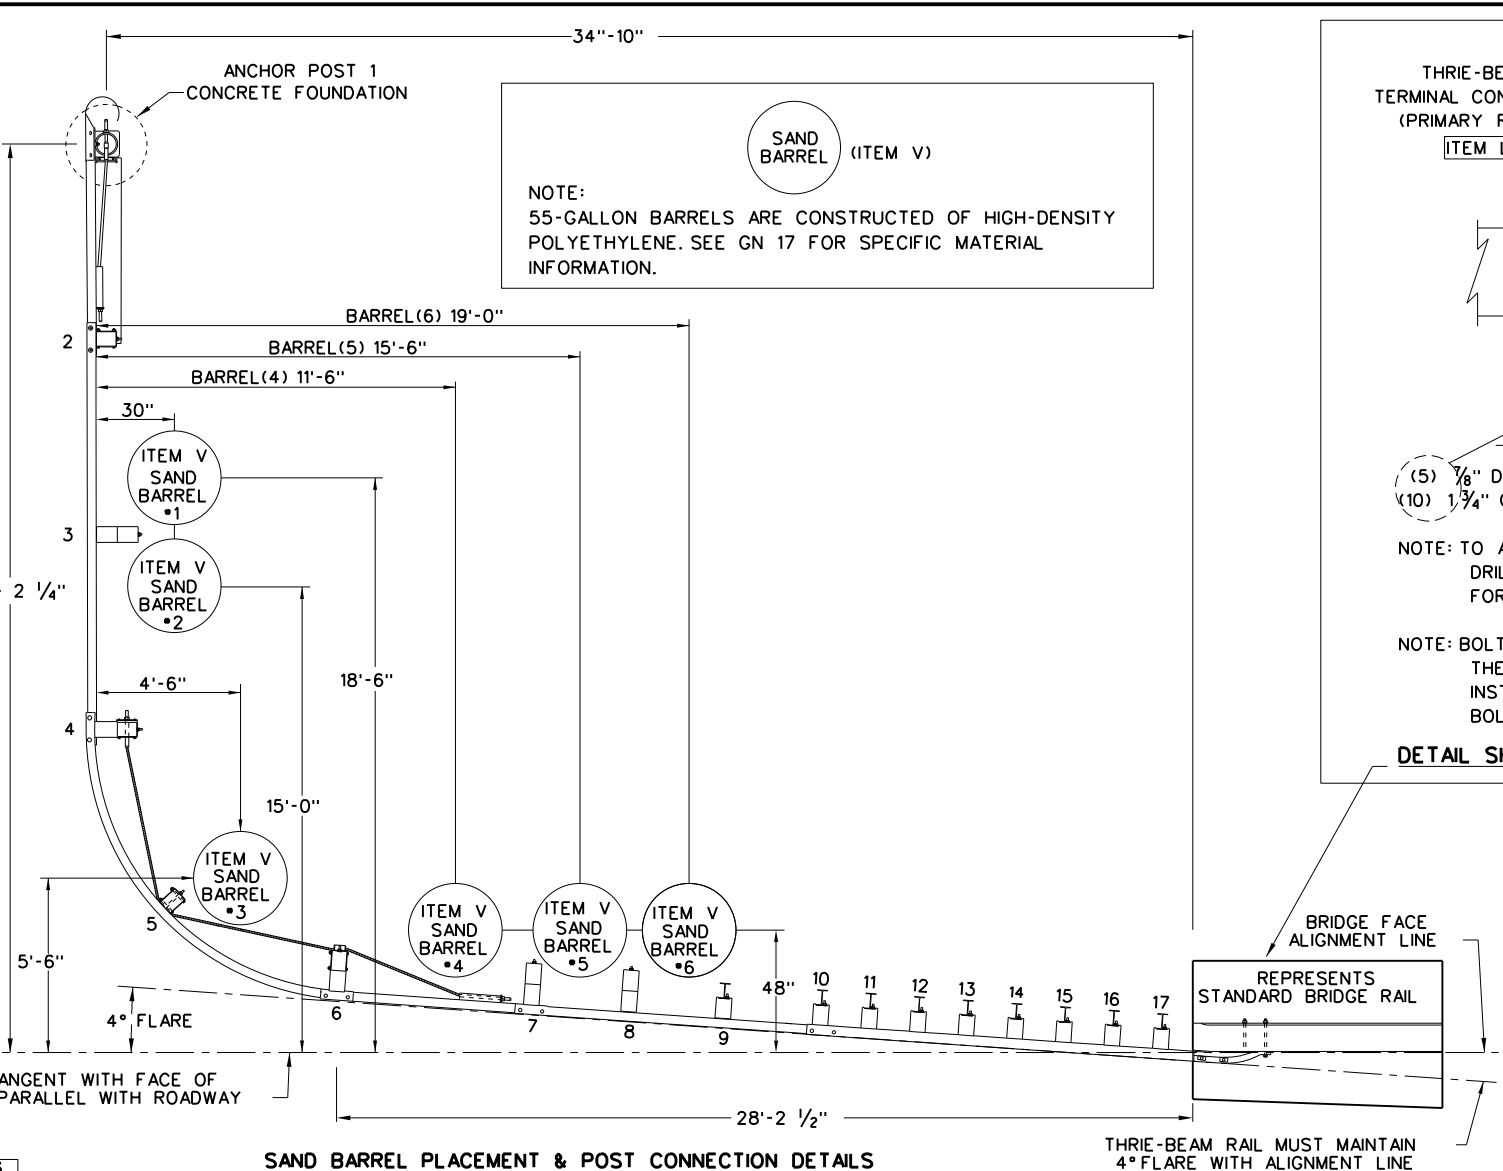 34"-10"
ANCHOR POST 1
CONCRETE FOUNDATION
SAND
BARREL
(ITEM V)
NOTE:
55-GALLON BARRELS ARE CONSTRUCTED OF HIGH-DENSITY
POLYETHYLENE. SEE GN 17 FOR SPECIFIC MATERIAL
INFORMATION.
THRIE-BE
TERMINAL CON
(PRIMARY R
ITEM L
2
BARREL(6) 19'-0"
BARREL(5) 15'-6"
BARREL(4) 11'-6"
30"
ITEM V
SAND
BARREL
*1
3
ITEM V
SAND
BARREL
*2
2 1/4"
18'-6"
4'-6"
4
15'-0"
ITEM V
SAND
BARREL
*3
5
5'-6"
4° FLARE
ITEM V
SAND
BARREL
*4
ITEM V
SAND
BARREL
*5
ITEM V
SAND
BARREL
*6
48"
6
7
8
9
10
11
12
13
14
15
16
17
(5) 7/8" D
(10) 1 3/4"
NOTE: TO A
DRIL
FOR
NOTE: BOLT
THE
INST
BOL
DETAIL SH
BRIDGE FACE
ALIGNMENT LINE
REPRESENTS
STANDARD BRIDGE RAIL
ANGENT WITH FACE OF
PARALLEL WITH ROADWAY
28'-2 1/2"
THRIE-BEAM RAIL MUST MAINTAIN
4° FLARE WITH ALIGNMENT LINE
SAND BARREL PLACEMENT & POST CONNECTION DETAILS